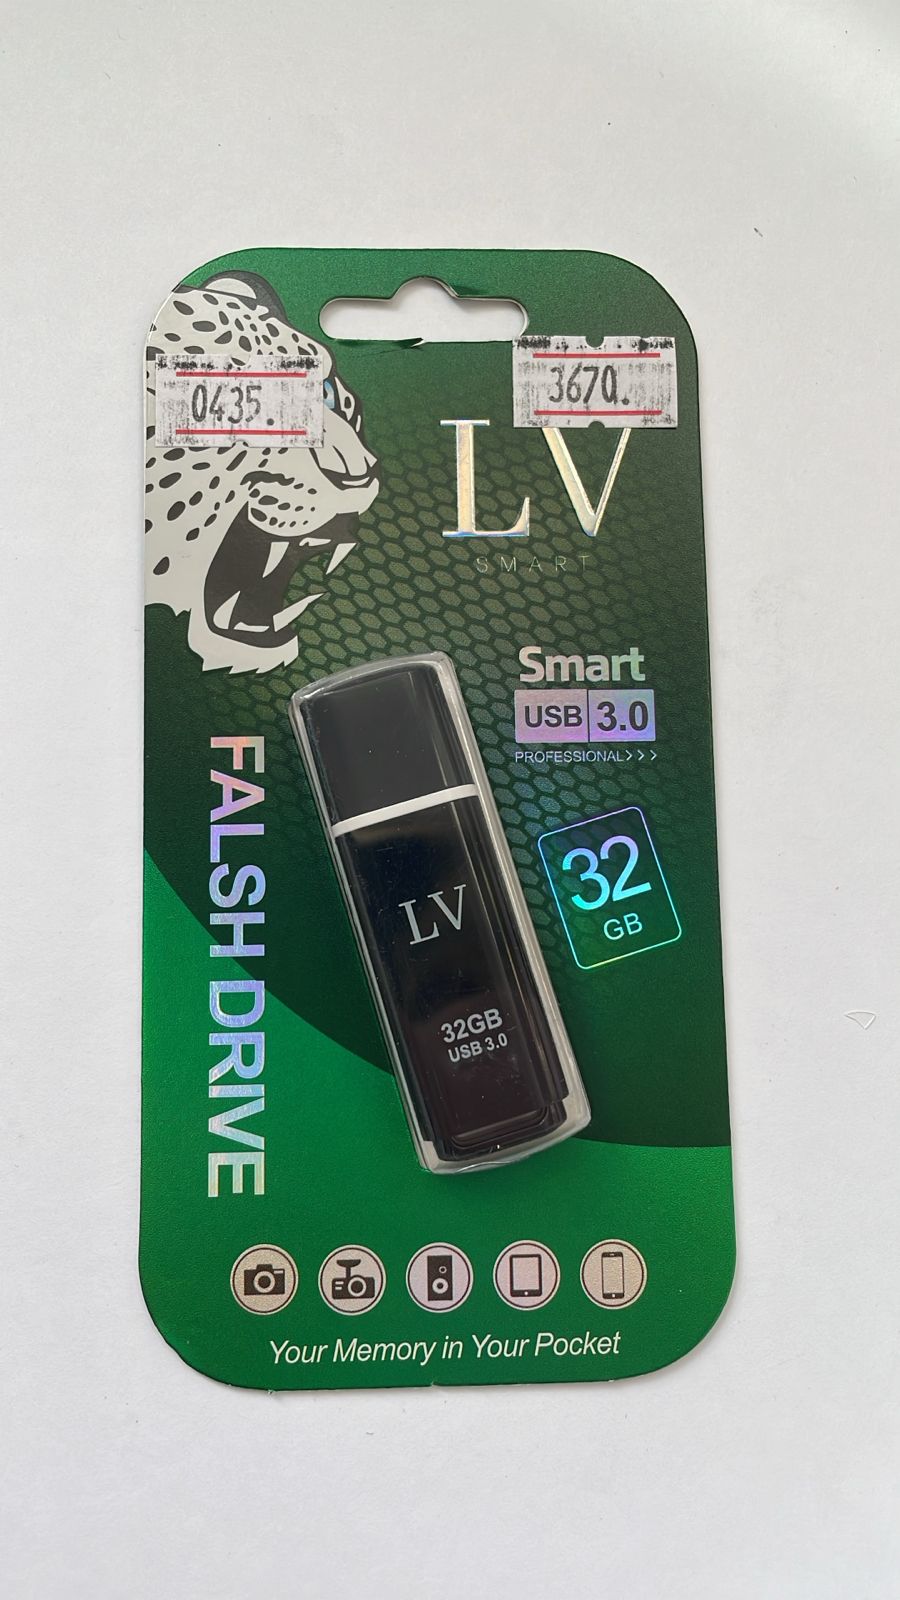 0435.
3670.
LV
SMART
Smart
USB 3.0
PROFESSIONAL>>>
32
GB
FALSH DRIVE
LV
32GB
USB 3.0
Your Memory in Your Pocket